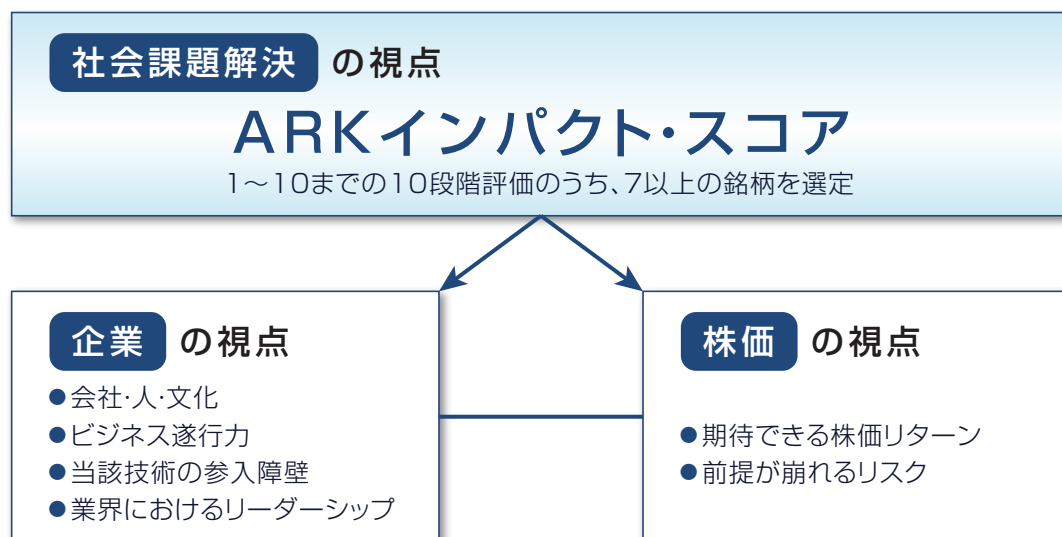 社会課題解決 の視点
ARKインパクト・スコア
1～10までの10段階評価のうち、7以上の銘柄を選定
企業 の視点
●会社・人・文化
●ビジネス遂行力
●当該技術の参入障壁
●業界におけるリーダーシップ
株価 の視点
●期待できる株価リターン
●前提が崩れるリスク